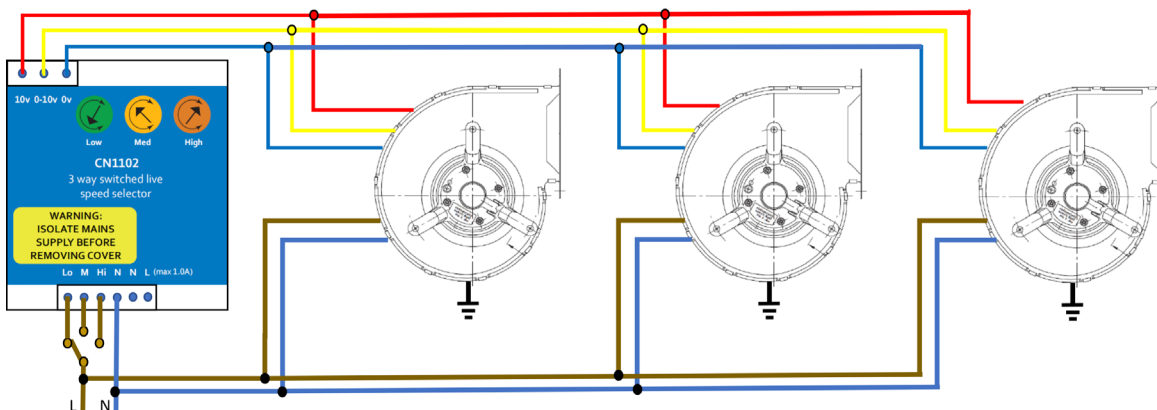 10v 0-10v 0v
Low
Med
High
CN1102
3 way switched live
speed selector
WARNING:
ISOLATE MAINS
SUPPLY BEFORE
REMOVING COVER
Lo M Hi N N L (max 1.0A)
L N